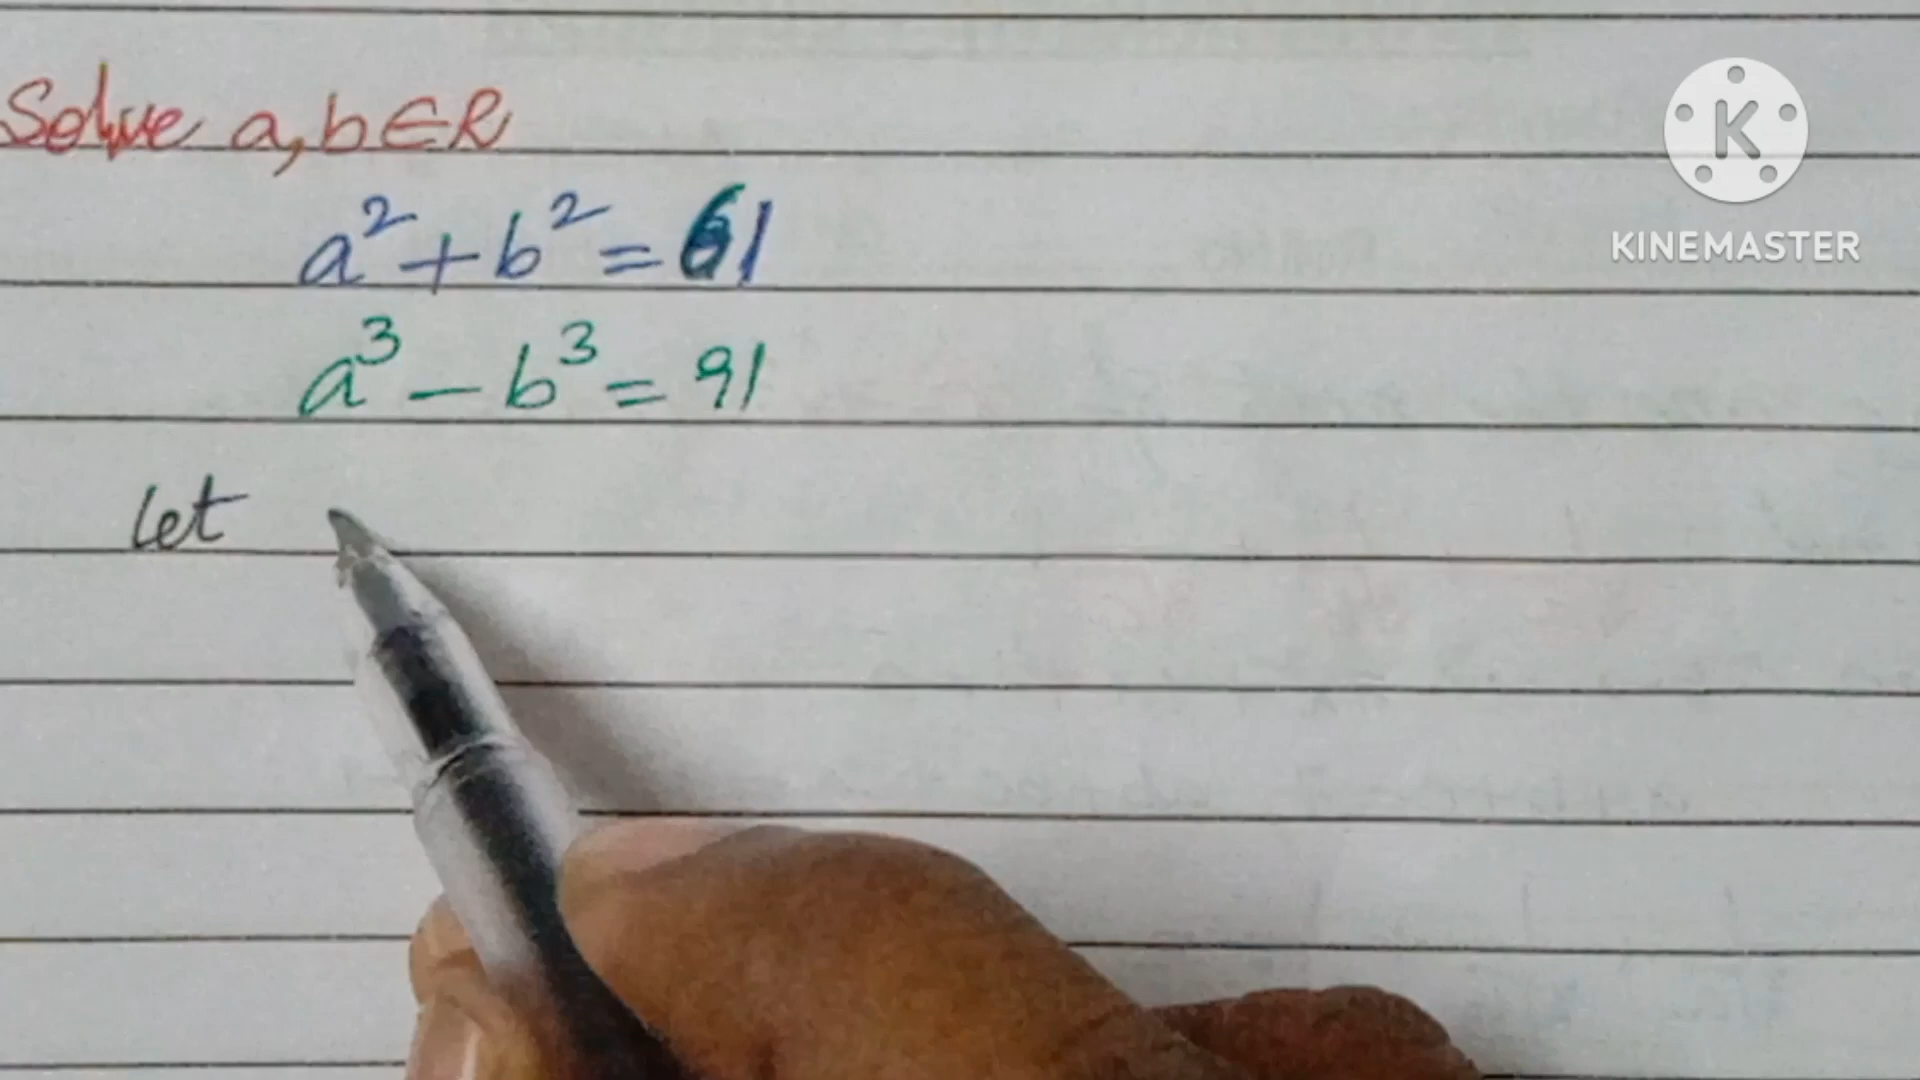 Solve a,b∈R
a²+b²=61
a³-b³=91
let
K
KINEMASTER